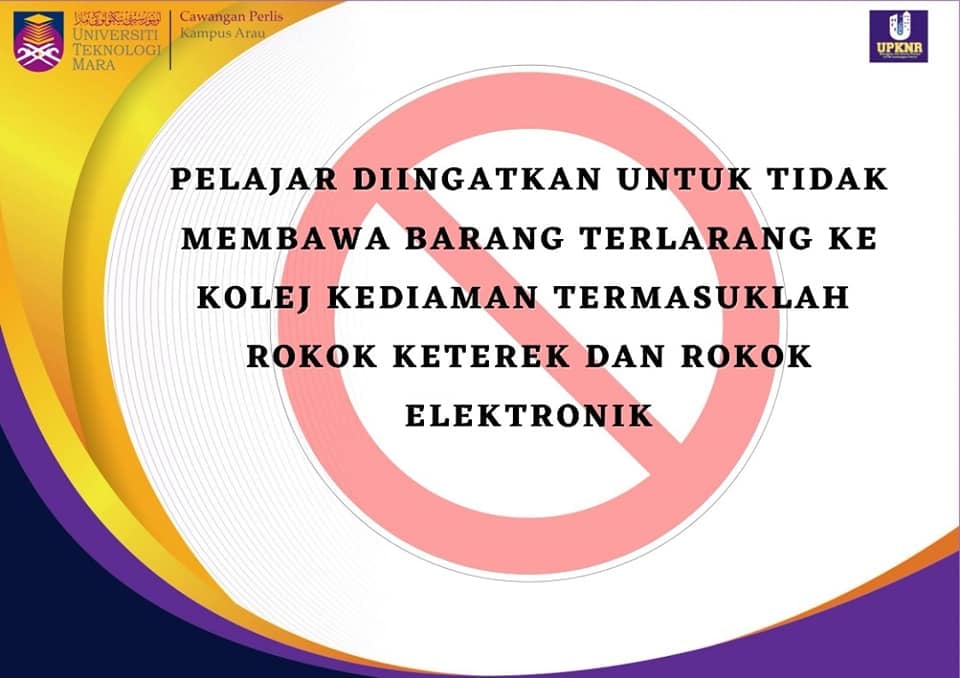 UNIVERSITI
TEKNOLOGI
MARA
Cawangan Perlis
Kampus Arau
UPKNR
PELAJAR DIINGATKAN UNTUK TIDAK
MEMBAWA BARANG TERLARANG KE
KOLEJ KEDIAMAN TERMASUKLAH
ROKOK KETEREK DAN ROKOK
ELEKTRONIK